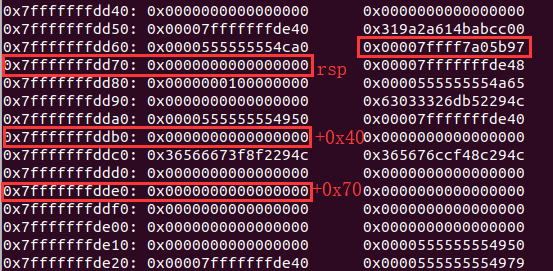 0x7fffffffdd40: 0x0000000000000000 0x0000000000000000
0x7fffffffdd50: 0x00007fffffffde40 0x319a2a614babcc00
0x7fffffffdd60: 0x0000555555554ca0 0x00007ffff7a05b97
0x7fffffffdd70: 0x0000000000000000 rsp 0x00007fffffffde48
0x7fffffffdd80: 0x0000000100000000 0x0000555555554a65
0x7fffffffdd90: 0x0000000000000000 0x63033326db52294c
0x7fffffffdda0: 0x0000555555554950 0x00007fffffffde40
0x7fffffffddb0: 0x0000000000000000 +0x40 0x0000000000000000
0x7fffffffddc0: 0x36566673f8f2294c 0x365676ccf48c294c
0x7fffffffddd0: 0x0000000000000000 0x0000000000000000
0x7fffffffdde0: 0x0000000000000000 +0x70 0x0000000000000000
0x7fffffffddf0: 0x0000000000000000 0x0000000000000000
0x7fffffffde00: 0x0000000000000000 0x0000000000000000
0x7fffffffde10: 0x0000000000000000 0x0000555555554950
0x7fffffffde20: 0x00007fffffffde40 0x0000555555554979